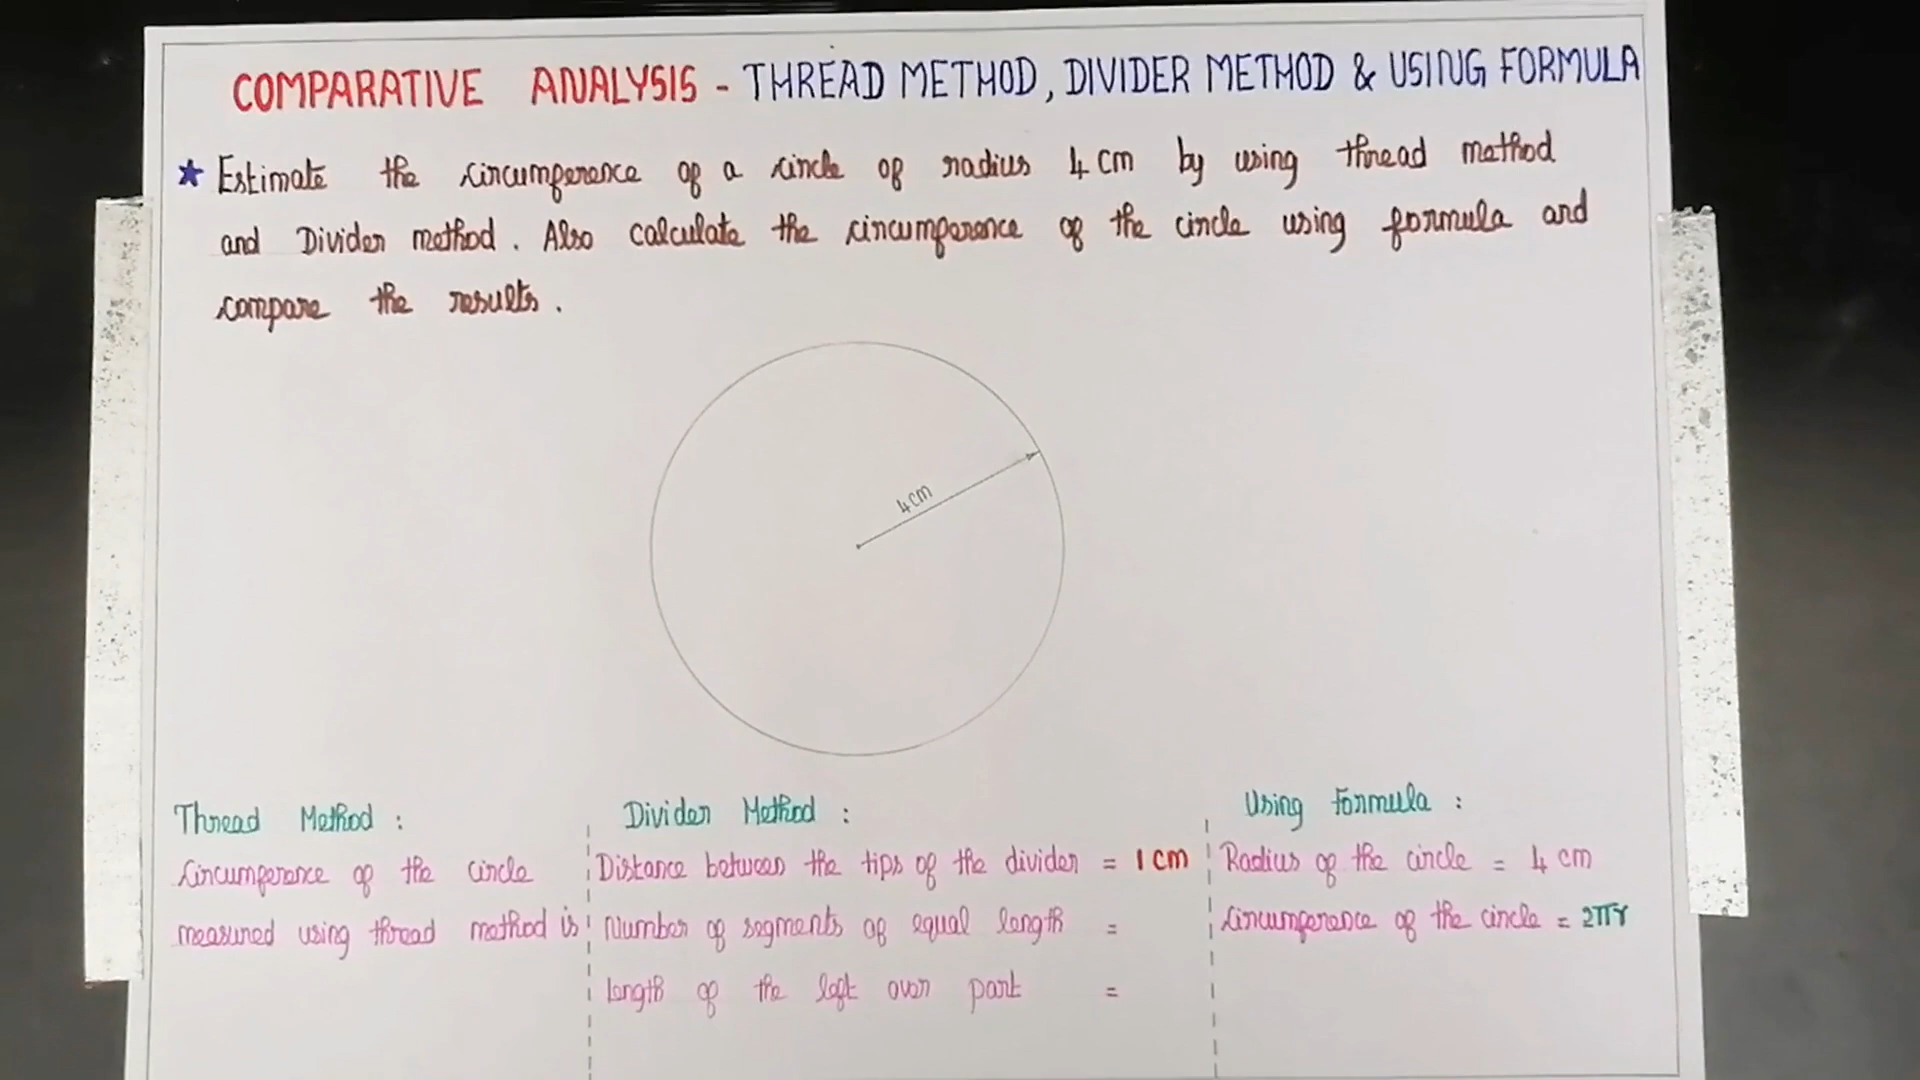 COMPARATIVE ANALYSIS - THREAD METHOD, DIVIDER METHOD & USING FORMULA
★ Estimate the circumference of a circle of radius 4 cm by using thread method
and Divider method. Also calculate the circumference of the circle using formula and
compare the results.
4 cm
Thread Method :
Circumference of the circle
measured using thread method is
Divider Method :
Distance between the tips of the divider = 1 cm
Number of segments of equal length =
length of the left over part =
Using Formula :
Radius of the circle = 4 cm
Circumference of the circle = 2πr